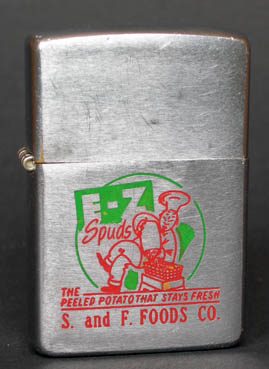 E-Z
Spuds
THE
PEELED POTATO THAT STAYS FRESH
S. and F. FOODS CO.